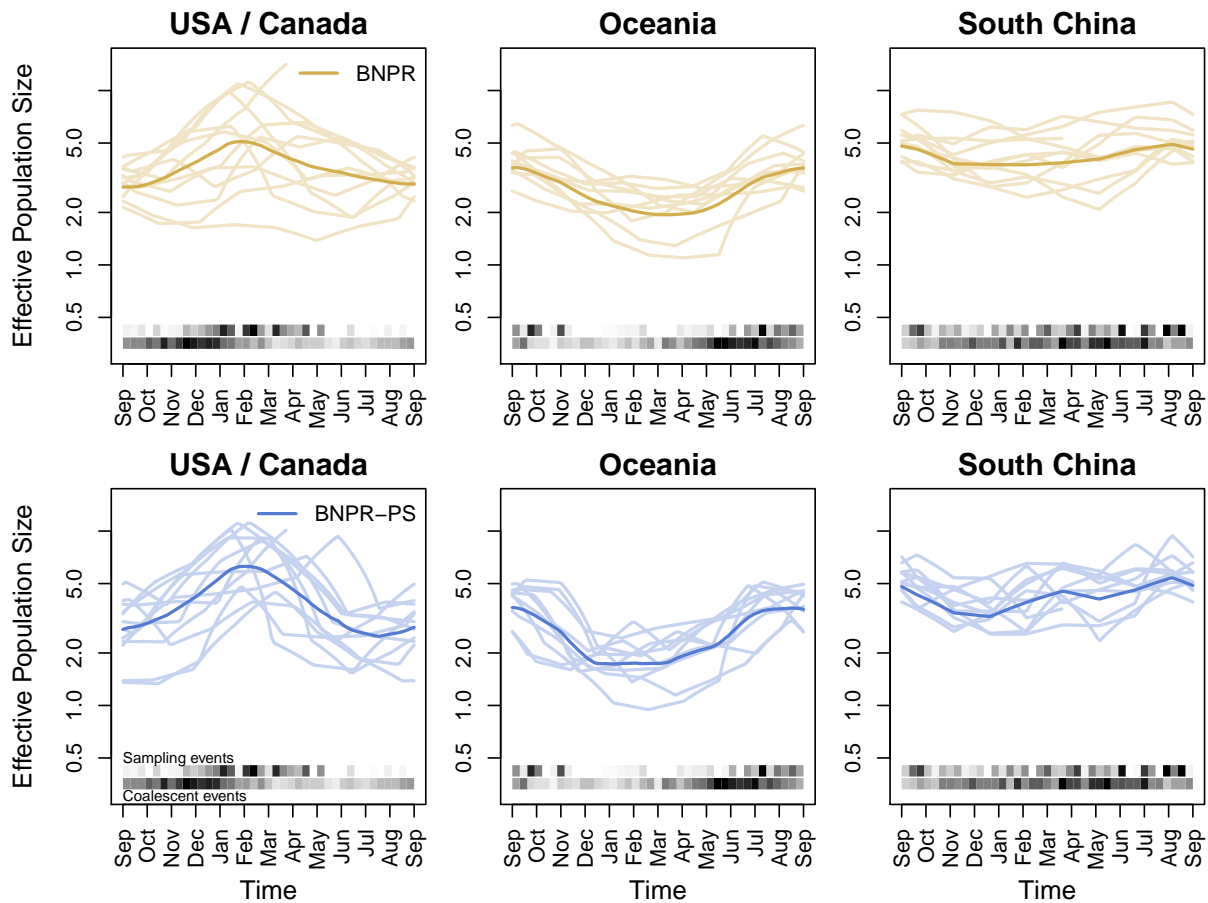 USA / Canada
Oceania
South China
Effective Population Size
BNPR
5.0
2.0
1.0
0.5
5.0
2.0
1.0
0.5
5.0
2.0
1.0
0.5
Sep Oct Nov Dec Jan Feb Mar Apr May Jun Jul Aug Sep
Sep Oct Nov Dec Jan Feb Mar Apr May Jun Jul Aug Sep
Sep Oct Nov Dec Jan Feb Mar Apr May Jun Jul Aug Sep
USA / Canada
Oceania
South China
Effective Population Size
BNPR−PS
5.0
2.0
1.0
0.5
Sampling events
Coalescent events
5.0
2.0
1.0
0.5
5.0
2.0
1.0
0.5
Sep Oct Nov Dec Jan Feb Mar Apr May Jun Jul Aug Sep
Sep Oct Nov Dec Jan Feb Mar Apr May Jun Jul Aug Sep
Sep Oct Nov Dec Jan Feb Mar Apr May Jun Jul Aug Sep
Time
Time
Time